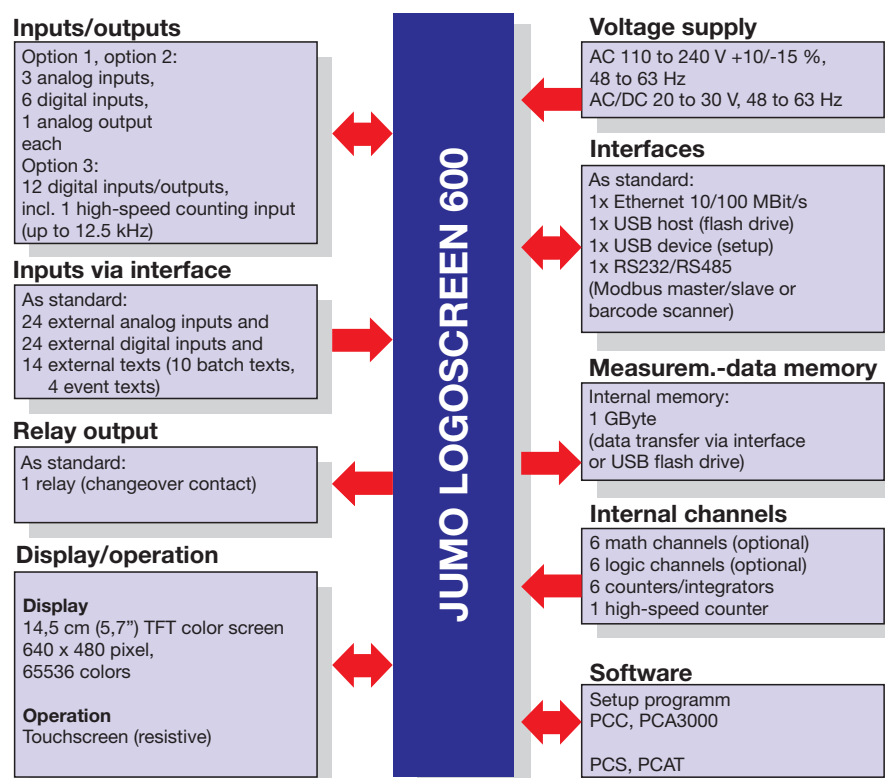 Inputs/outputs
Option 1, option 2:
3 analog inputs,
6 digital inputs,
1 analog output
each
Option 3:
12 digital inputs/outputs,
incl. 1 high-speed counting input
(up to 12.5 kHz)
Inputs via interface
As standard:
24 external analog inputs and
24 external digital inputs and
14 external texts (10 batch texts,
4 event texts)
Relay output
As standard:
1 relay (changeover contact)
Display/operation
Display
14,5 cm (5,7”) TFT color screen
640 x 480 pixel,
65536 colors
Operation
Touchscreen (resistive)
JUMO LOGOSCREEN 600
Voltage supply
AC 110 to 240 V +10/-15 %,
48 to 63 Hz
AC/DC 20 to 30 V, 48 to 63 Hz
Interfaces
As standard:
1x Ethernet 10/100 MBit/s
1x USB host (flash drive)
1x USB device (setup)
1x RS232/RS485
(Modbus master/slave or
barcode scanner)
Measurem.-data memory
Internal memory:
1 GByte
(data transfer via interface
or USB flash drive)
Internal channels
6 math channels (optional)
6 logic channels (optional)
6 counters/integrators
1 high-speed counter
Software
Setup programm
PCC, PCA3000
PCS, PCAT